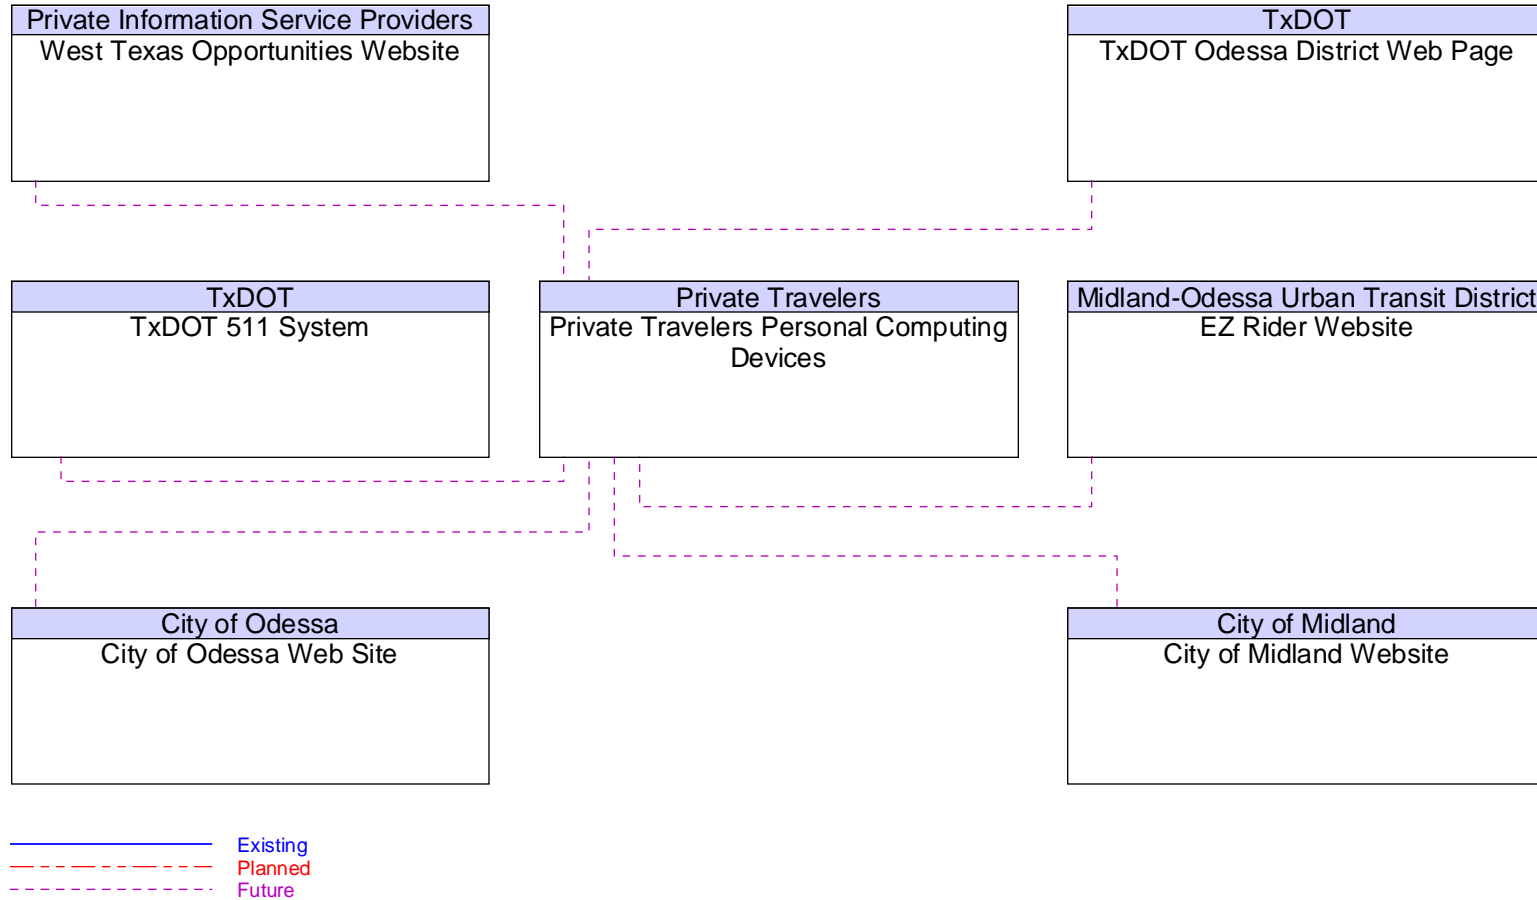 Private Information Service Providers
West Texas Opportunities Website
TxDOT
TxDOT Odessa District Web Page
TxDOT
TxDOT 511 System
Private Travelers
Private Travelers Personal Computing
Devices
Midland-Odessa Urban Transit District
EZ Rider Website
City of Odessa
City of Odessa Web Site
City of Midland
City of Midland Website
Existing
Planned
Future